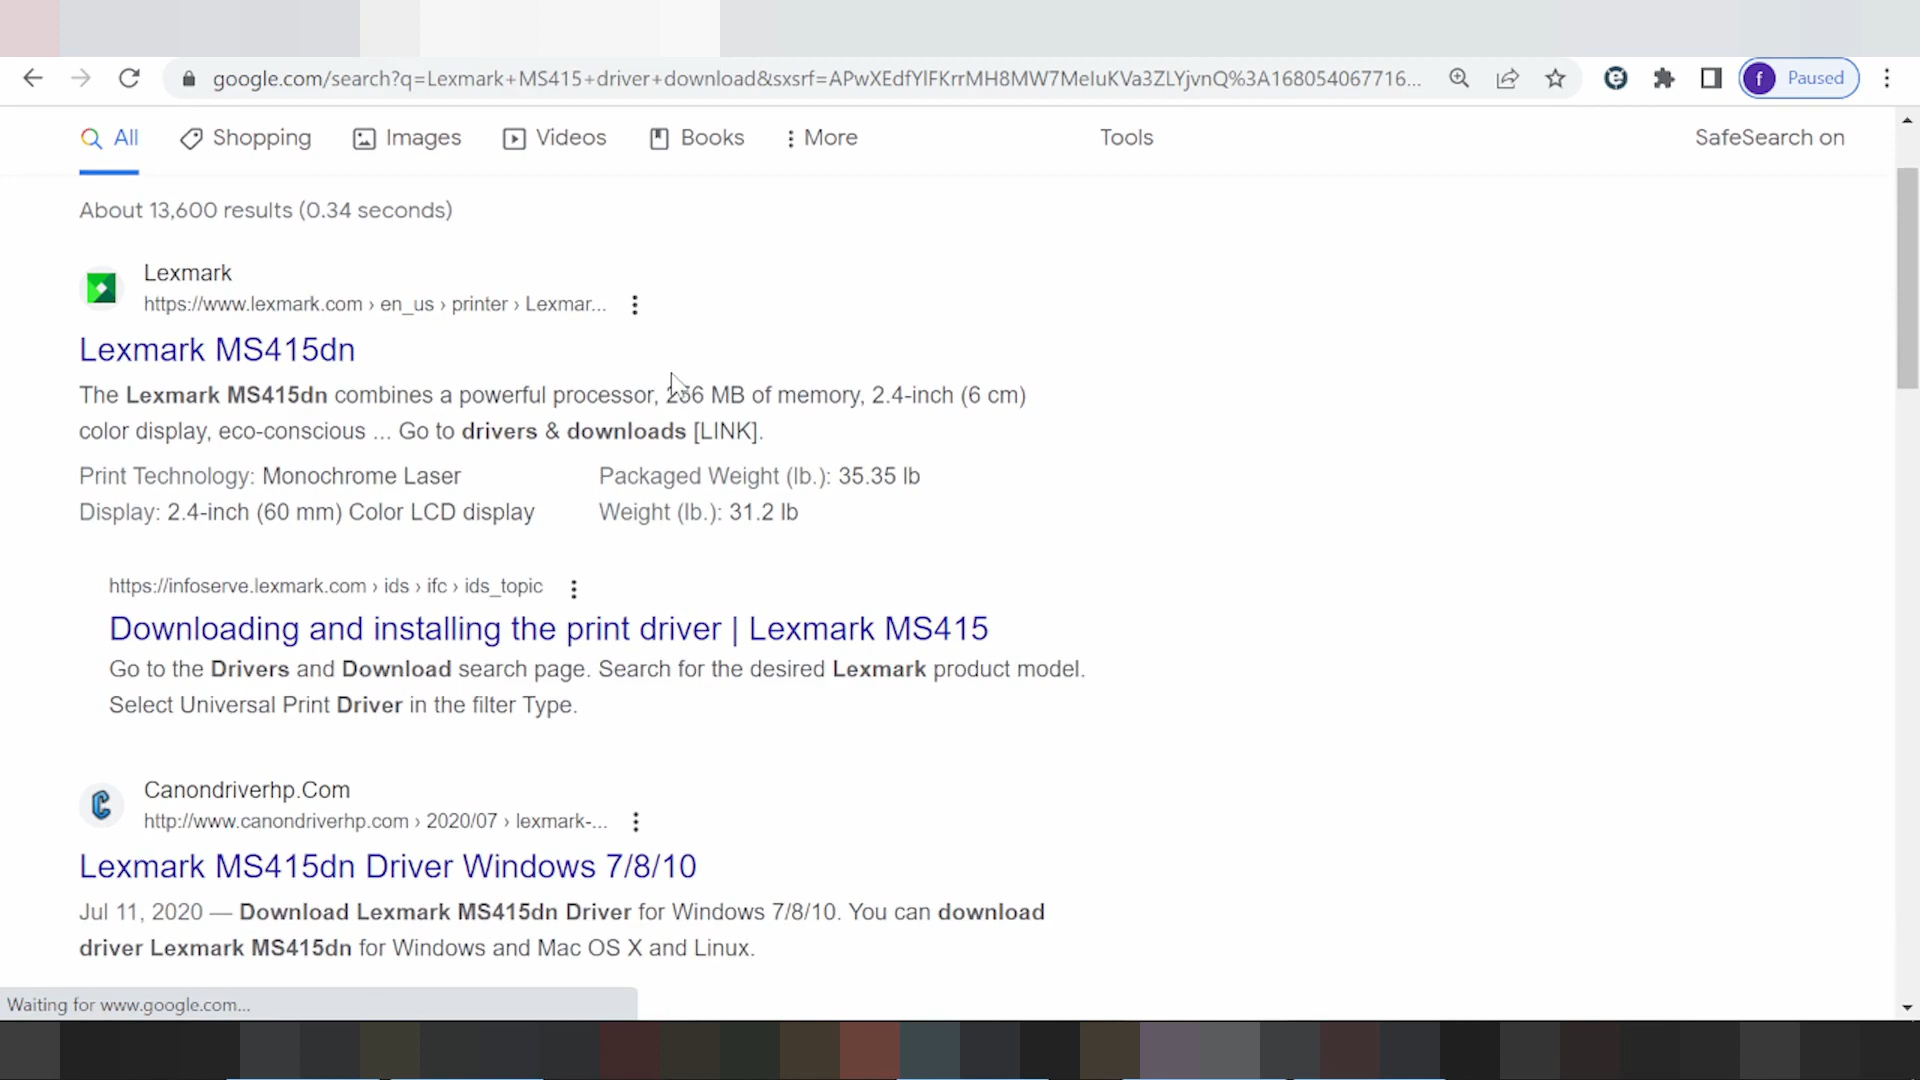 google.com/search?q=Lexmark+MS415+driver+download&sxsrf=APwXEdfYlFKrrMH8MW7MeIuKVa3ZLYjvnQ%3A168054067716...
f Paused
All Shopping Images Videos Books More Tools SafeSearch on
About 13,600 results (0.34 seconds)
Lexmark
https://www.lexmark.com › en_us › printer › Lexmar...
Lexmark MS415dn
The Lexmark MS415dn combines a powerful processor, 256 MB of memory, 2.4-inch (6 cm)
color display, eco-conscious ... Go to drivers & downloads [LINK].
Print Technology: Monochrome Laser Packaged Weight (lb.): 35.35 lb
Display: 2.4-inch (60 mm) Color LCD display Weight (lb.): 31.2 lb
https://infoserve.lexmark.com › ids › ifc › ids_topic
Downloading and installing the print driver | Lexmark MS415
Go to the Drivers and Download search page. Search for the desired Lexmark product model.
Select Universal Print Driver in the filter Type.
Canondriverhp.Com
http://www.canondriverhp.com › 2020/07 › lexmark-...
Lexmark MS415dn Driver Windows 7/8/10
Jul 11, 2020 — Download Lexmark MS415dn Driver for Windows 7/8/10. You can download
driver Lexmark MS415dn for Windows and Mac OS X and Linux.
Waiting for www.google.com...